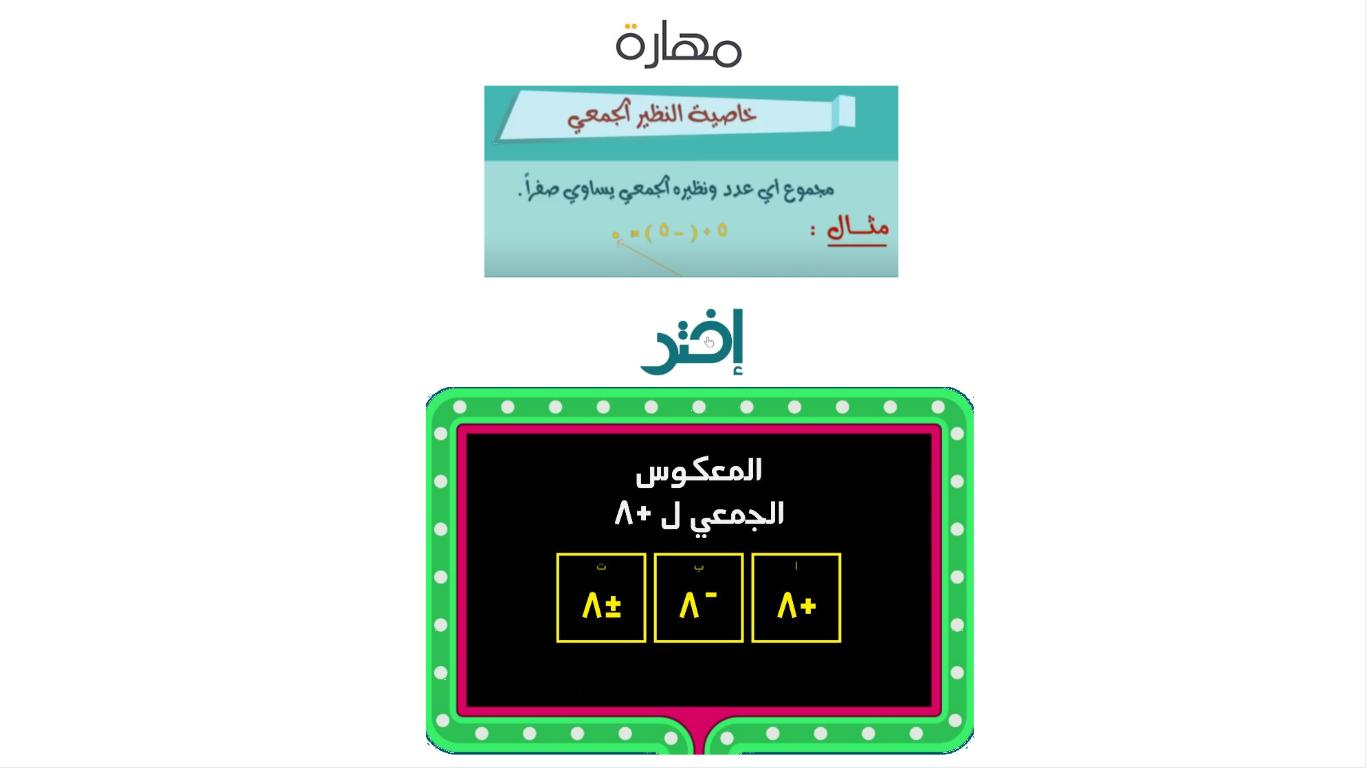 مهارة
خاصية النظير الجمعي
مجموع اي عدد ونظيره الجمعي يساوي صفراً .
مثــال :
٥ + ( – ٥ ) = ٠
إختر
المعكوس
الجمعي ل +٨
ا
+٨
ب
-٨
ت
±٨